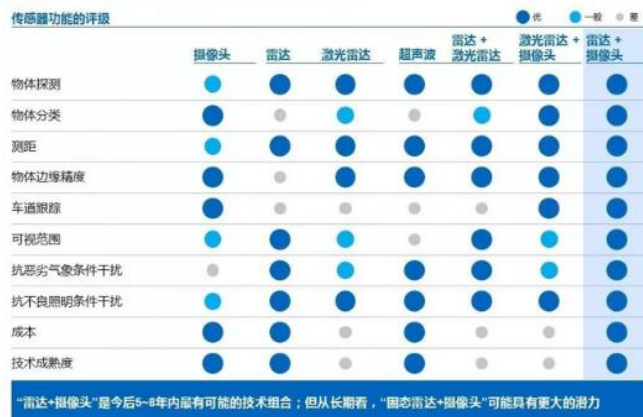 传感器功能的评级
优 一般 差
摄像头 雷达 激光雷达 超声波 雷达 + 激光雷达 激光雷达 + 摄像头 雷达 + 摄像头
物体探测
物体分类
测距
物体边缘精度
车道跟踪
可视范围
抗恶劣气象条件干扰
抗不良照明条件干扰
成本
技术成熟度
“雷达+摄像头”是今后5~8年内最有可能的技术组合；但从长期看，“固态雷达+摄像头”可能具有更大的潜力